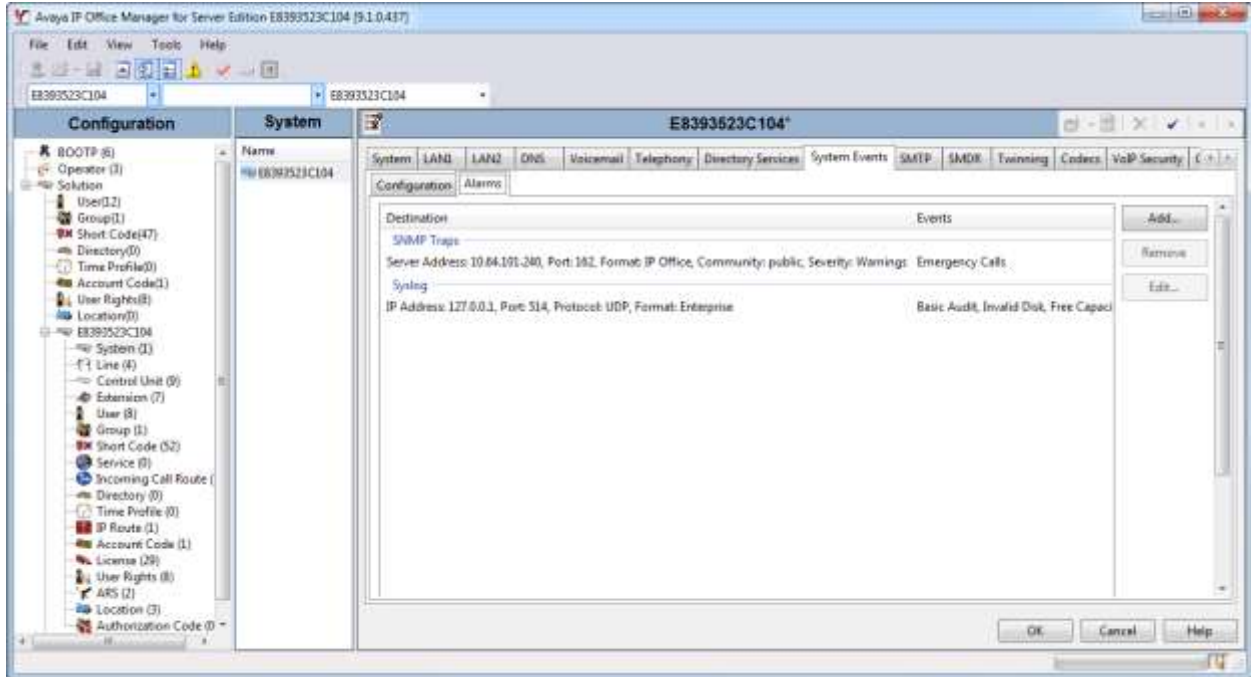 Avaya IP Office Manager for Server Edition E8393523C104 [9.1.0.437]
File Edit View Tools Help
E8393523C104 E8393523C104
Configuration
BOOTP (6)
Operator (3)
Solution
User(12)
Group(1)
Short Code(47)
Directory(0)
Time Profile(0)
Account Code(1)
User Rights(8)
Location(0)
E8393523C104
System (1)
Line (4)
Control Unit (9)
Extension (7)
User (8)
Group (1)
Short Code (52)
Service (0)
Incoming Call Route (
Directory (0)
Time Profile (0)
IP Route (1)
Account Code (1)
License (29)
User Rights (8)
ARS (2)
Location (3)
Authorization Code (0
System
Name
E8393523C104
E8393523C104*
System LAN1 LAN2 DNS Voicemail Telephony Directory Services System Events SMTP SMDR Twinning Codecs VoIP Security
Configuration Alarms
Destination Events
SNMP Traps
Server Address: 10.64.101.240, Port: 162, Format: IP Office, Community: public, Severity: Warnings Emergency Calls
Syslog
IP Address: 127.0.0.1, Port: 514, Protocol: UDP, Format: Enterprise Basic Audit, Invalid Disk, Free Capaci
Add...
Remove
Edit...
OK Cancel Help